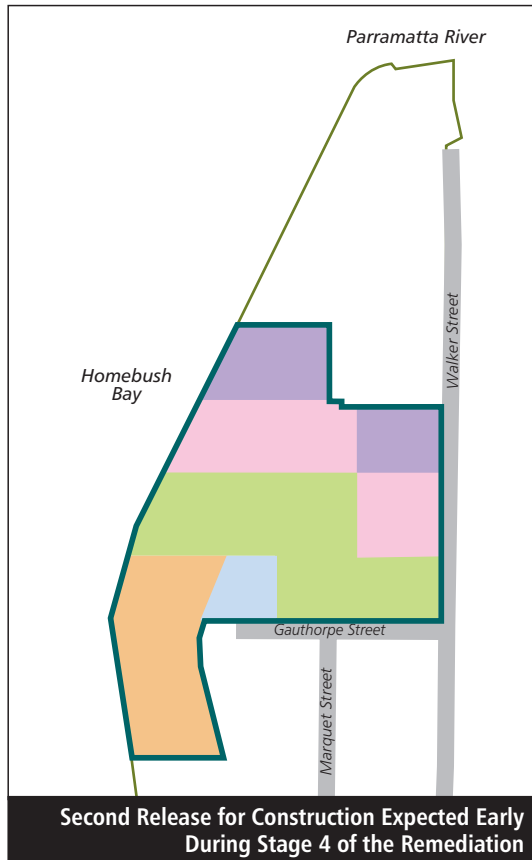 Parramatta River
Homebush
Bay
Walker Street
Gauthorpe Street
Marquet Street
Second Release for Construction Expected Early
During Stage 4 of the Remediation